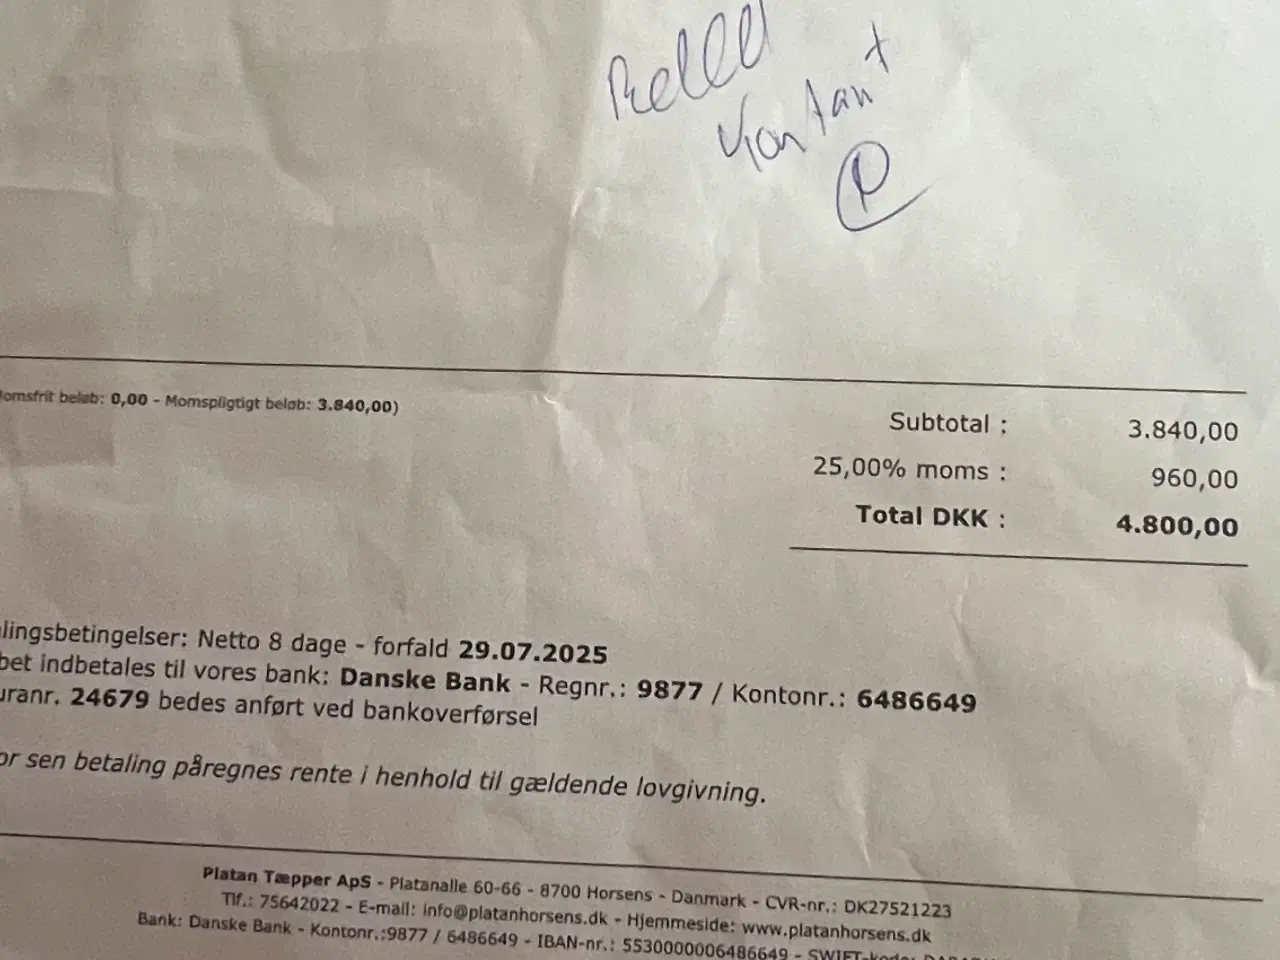 Betalt
Kontant
P
omsfrit beløb: 0,00 - Momspligtigt beløb: 3.840,00)
Subtotal : 3.840,00
25,00% moms : 960,00
Total DKK : 4.800,00
lingsbetingelser: Netto 8 dage - forfald 29.07.2025
bet indbetales til vores bank: Danske Bank - Regnr.: 9877 / Kontonr.: 6486649
uranr. 24679 bedes anført ved bankoverførsel
or sen betaling påregnes rente i henhold til gældende lovgivning.
Platan Tæpper ApS - Platanalle 60-66 - 8700 Horsens - Danmark - CVR-nr.: DK27521223
Tlf.: 75642022 - E-mail: info@platanhorsens.dk - Hjemmeside: www.platanhorsens.dk
Bank: Danske Bank - Kontonr.:9877 / 6486649 - IBAN-nr.: 5530000006486649 - SWIFT-kode: